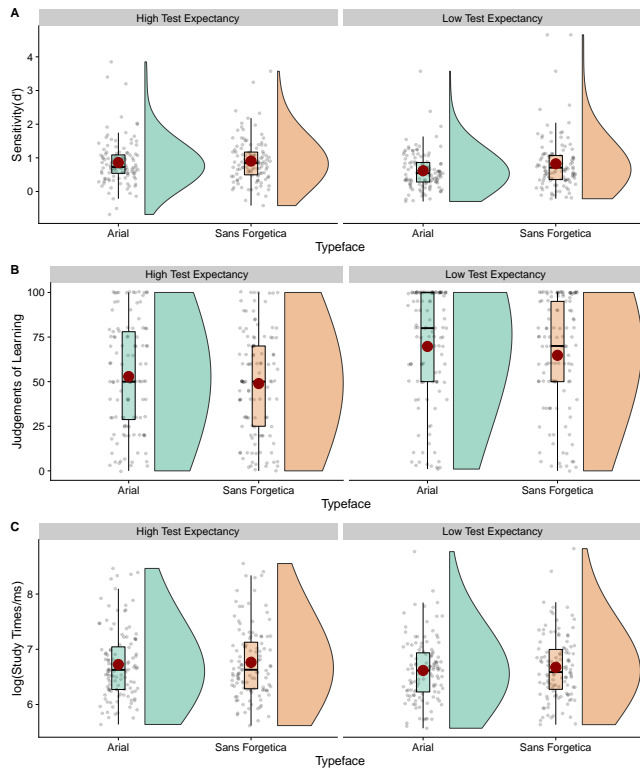 A
High Test Expectancy
Low Test Expectancy
Sensitivity(d')
4
3
2
1
0
Arial
Sans Forgetica
Arial
Sans Forgetica
Typeface
B
High Test Expectancy
Low Test Expectancy
Judgements of Learning
100
75
50
25
0
Arial
Sans Forgetica
Arial
Sans Forgetica
Typeface
C
High Test Expectancy
Low Test Expectancy
log(Study Times/ms)
8
7
6
Arial
Sans Forgetica
Arial
Sans Forgetica
Typeface